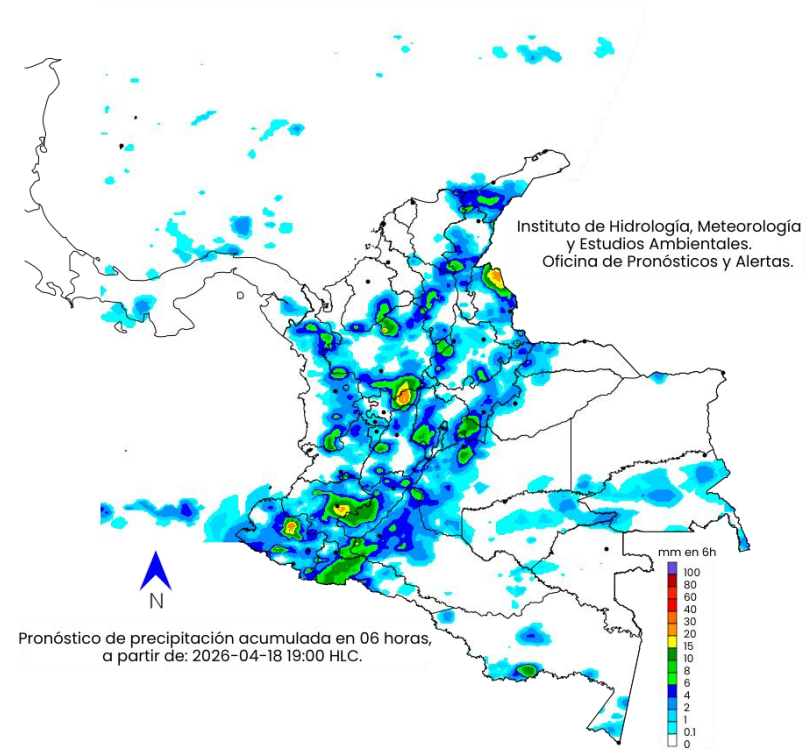 Instituto de Hidrología, Meteorología
y Estudios Ambientales.
Oficina de Pronósticos y Alertas.
mm en 6h
100
80
60
40
30
20
15
10
8
6
4
2
1
0.1
0
N
Pronóstico de precipitación acumulada en 06 horas,
a partir de: 2026-04-18 19:00 HLC.